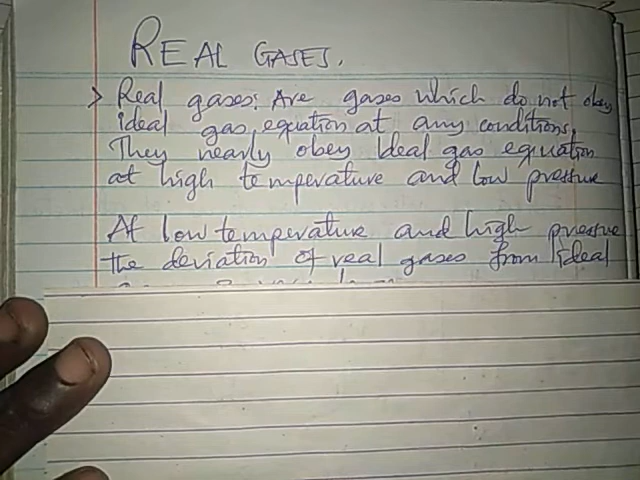 REAL GASES.
> Real gases: Are gases which do not obey
ideal gas equation at any conditions,
They nearly obey Ideal gas equation
at high temperature and low pressure
At low temperature and high pressure
the deviation of real gases from ideal